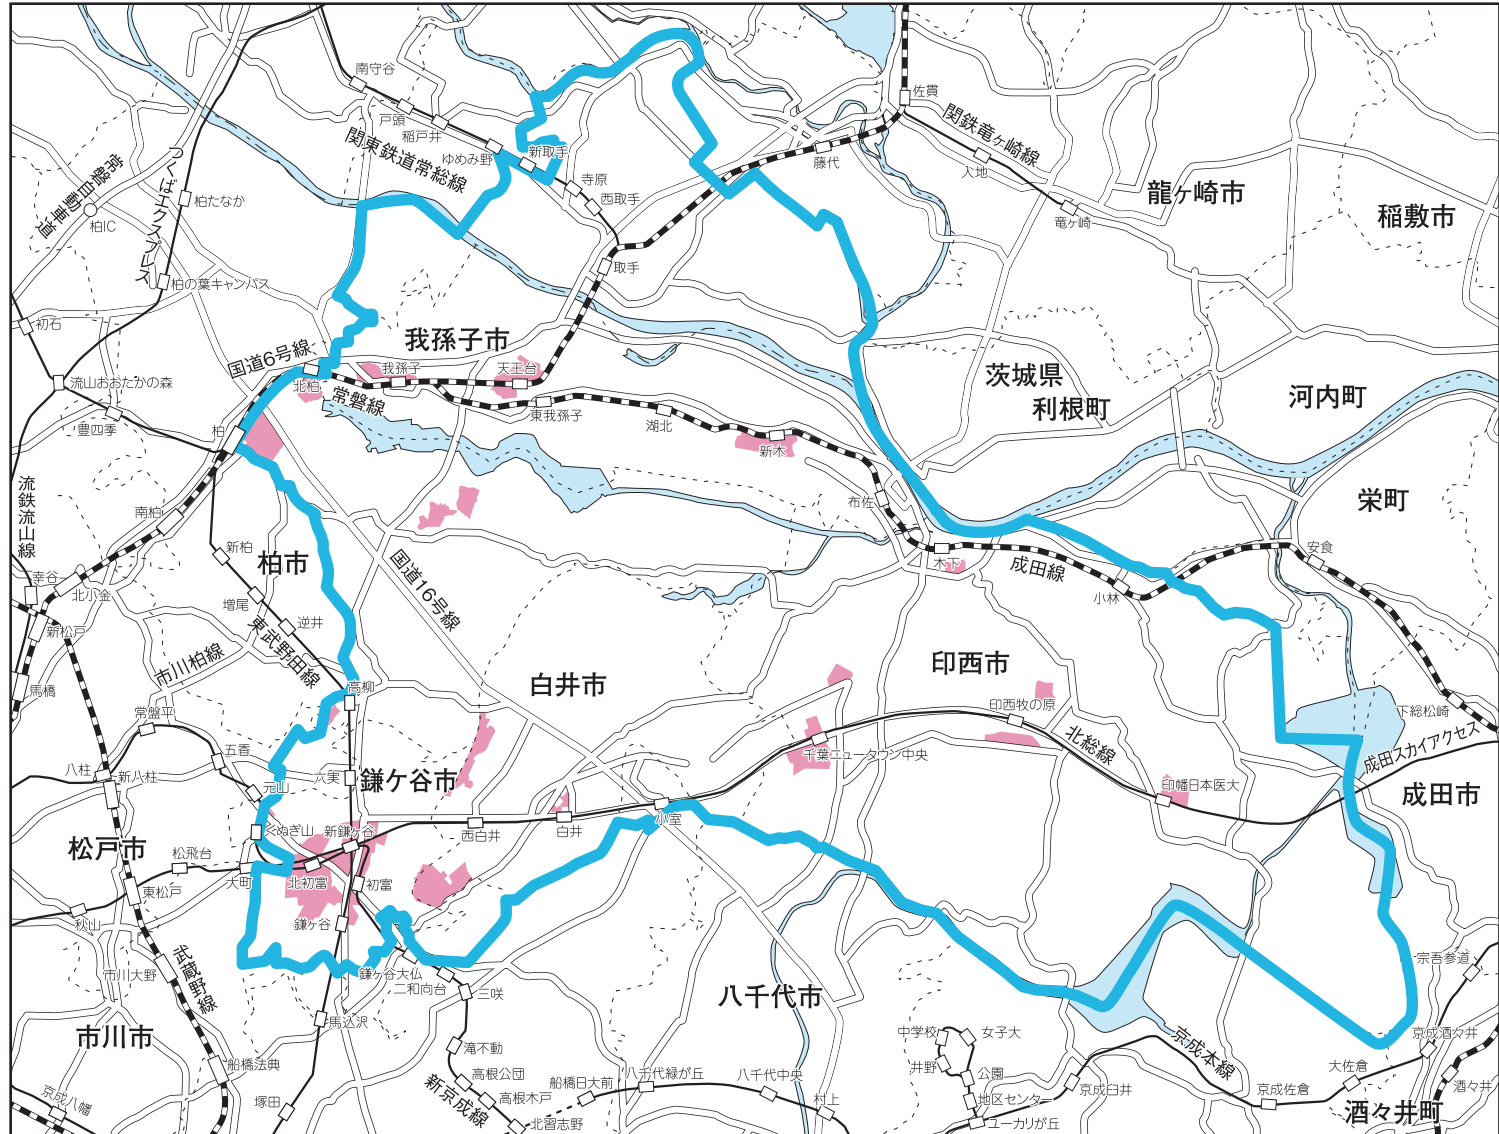 南守谷
戸頭
稲戸井
関東鉄道常総線
ゆめみ野
新取手
寺原
西取手
取手
藤代
佐貫
関鉄竜ヶ崎線
入地
竜ヶ崎
龍ヶ崎市
稲敷市
常磐自動車道
つくばエクスプレス
柏たなか
柏IC
柏の葉キャンパス
初石
流山おおたかの森
豊四季
国道6号線
我孫子市
北柏
我孫子
天王台
常磐線
東我孫子
湖北
新木
茨城県
利根町
河内町
栄町
柏
流鉄流山線
南柏
新柏
柏市
国道16号線
布佐
木下
成田線
小林
安食
幸谷
北小金
増尾
逆井
東武野田線
新松戸
市川柏線
馬橋
高柳
白井市
印西市
印西牧の原
北総線
下総松崎
成田スカイアクセス
常盤平
五香
八柱
新八柱
元山
六実
鎌ケ谷市
千葉ニュータウン中央
印幡日本医大
成田市
松戸市
くぬぎ山
新鎌ヶ谷
西白井
白井
小室
松飛台
大町
北初富
初富
東松戸
秋山
鎌ヶ谷
武蔵野線
市川大野
鎌ヶ谷大仏
二和向台
三咲
八千代市
宗吾参道
市川市
馬込沢
滝不動
船橋法典
高根公団
新京成線
高根木戸
北習志野
船橋日大前
八千代緑が丘
八千代中央
村上
中学校
女子大
井野
公園
地区センター
ユーカリが丘
京成本線
京成臼井
京成佐倉
大佐倉
京成酒々井
酒々井
酒々井町
塚田
京成八幡